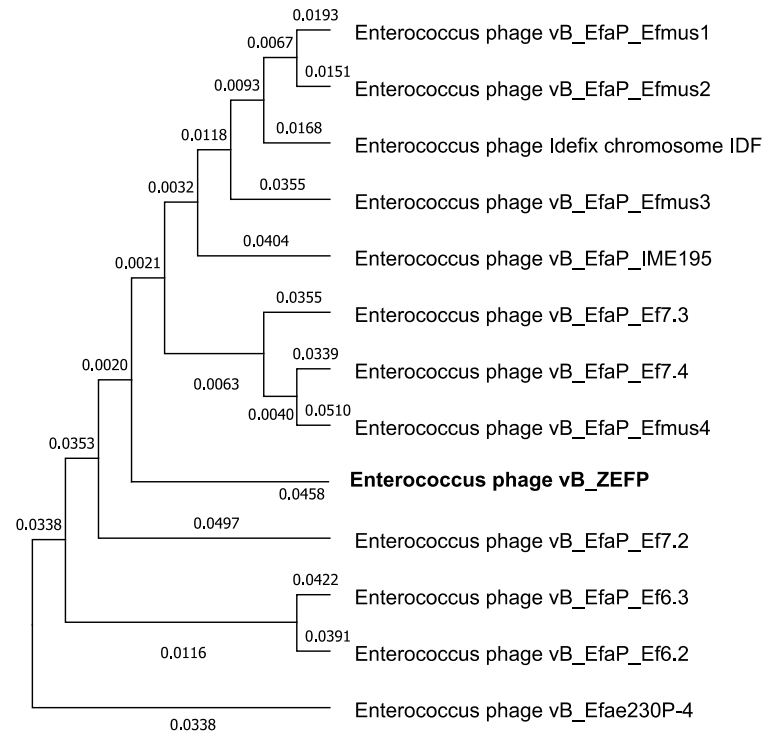 0.0193
Enterococcus phage vB_EfaP_Efmus1
0.0067
0.0151
Enterococcus phage vB_EfaP_Efmus2
0.0093
0.0168
Enterococcus phage Idefix chromosome IDF
0.0118
0.0355
Enterococcus phage vB_EfaP_Efmus3
0.0032
0.0404
Enterococcus phage vB_EfaP_IME195
0.0021
0.0355
Enterococcus phage vB_EfaP_Ef7.3
0.0339
Enterococcus phage vB_EfaP_Ef7.4
0.0020
0.0063
0.0040
0.0510
Enterococcus phage vB_EfaP_Efmus4
0.0353
Enterococcus phage vB_ZEFP
0.0458
0.0338
0.0497
Enterococcus phage vB_EfaP_Ef7.2
0.0422
Enterococcus phage vB_EfaP_Ef6.3
0.0116
0.0391
Enterococcus phage vB_EfaP_Ef6.2
Enterococcus phage vB_Efae230P-4
0.0338